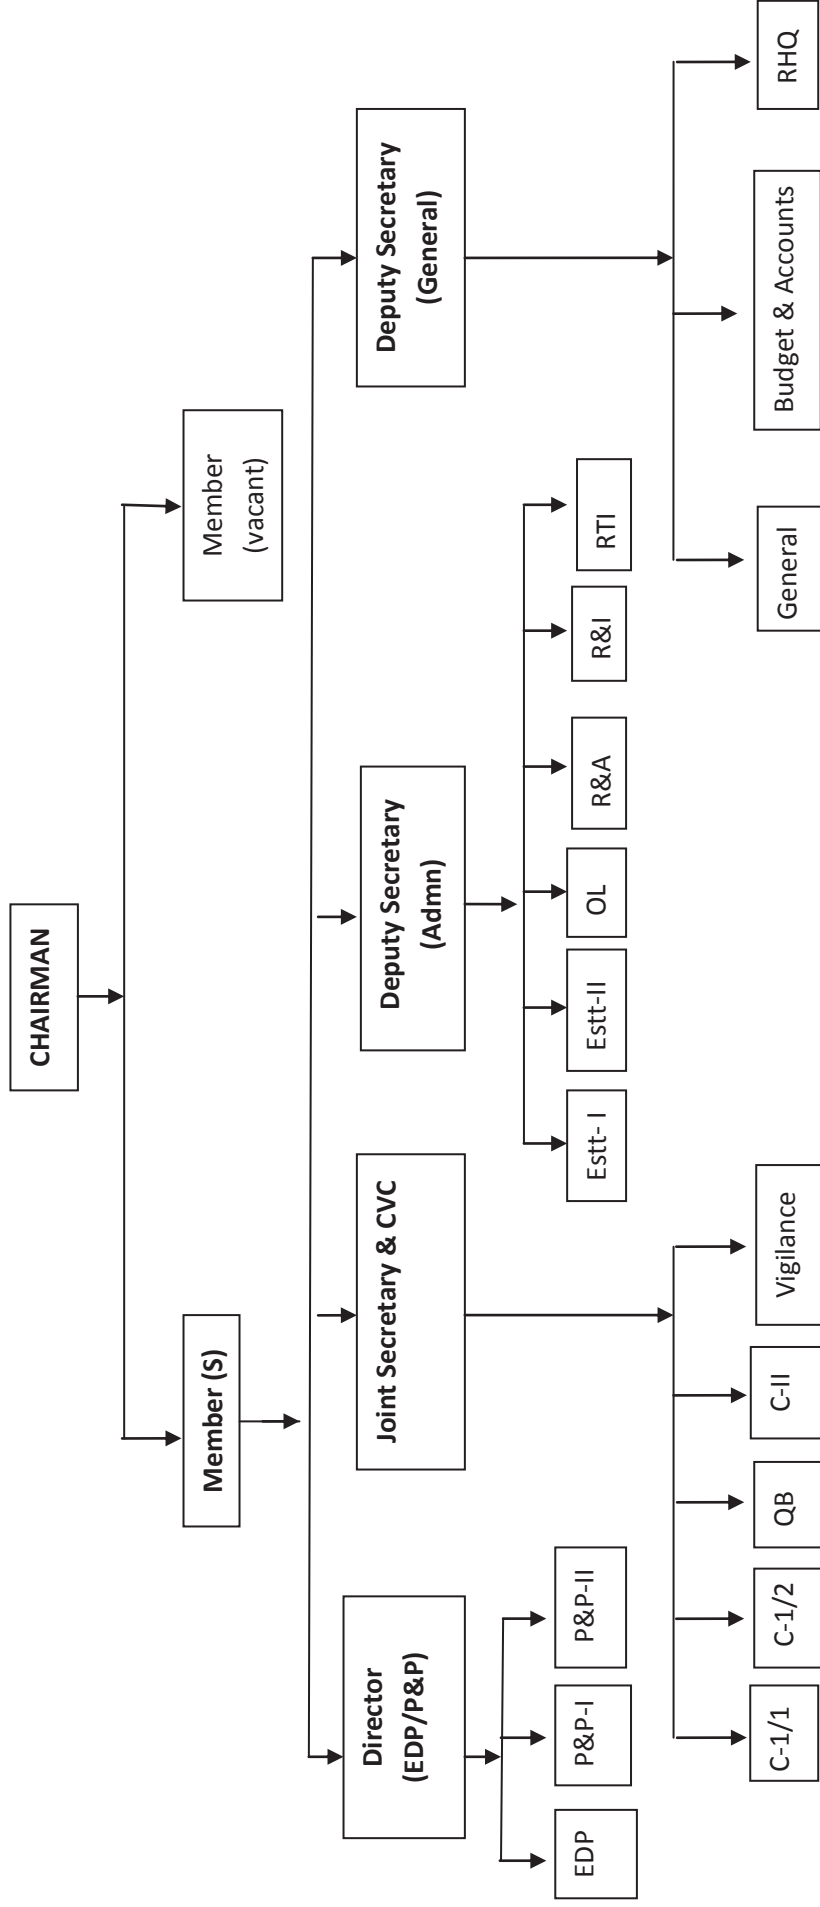 CHAIRMAN
Member (S)
Member
(vacant)
Director
(EDP/P&P)
Joint Secretary & CVC
Deputy Secretary
(Admn)
Deputy Secretary
(General)
EDP
P&P-I
P&P-II
Estt- I
Estt-II
OL
R&A
R&I
RTI
C-1/1
C-1/2
QB
C-II
Vigilance
General
Budget & Accounts
RHQ